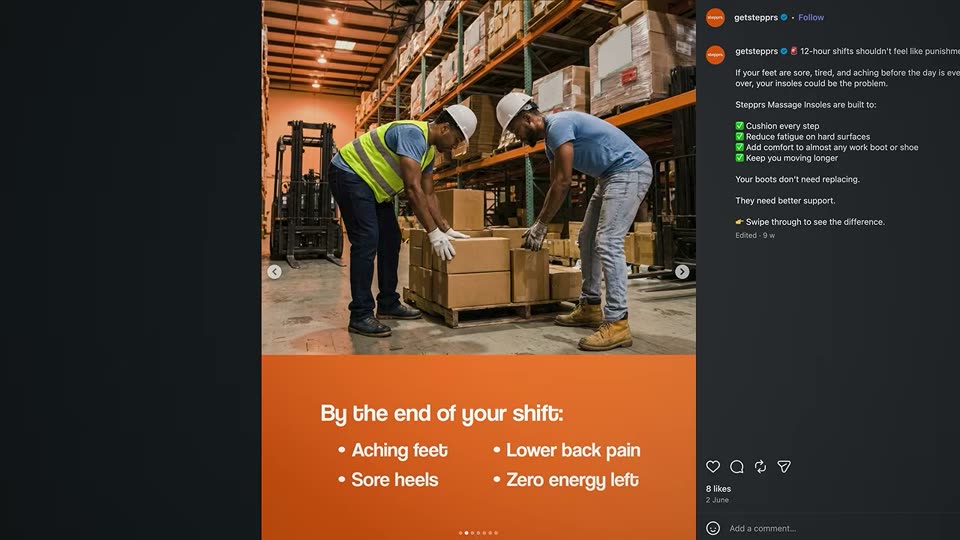 By the end of your shift:
• Aching feet
• Sore heels
• Lower back pain
• Zero energy left
getstepprs • Follow
getstepprs 🚨 12-hour shifts shouldn't feel like
If your feet are sore, tired, and aching before the day is
over, your insoles could be the problem.
Stepprs Massage Insoles are built to:
✅ Cushion every step
✅ Reduce fatigue on hard surfaces
✅ Add comfort to almost any work boot or shoe
✅ Keep you moving longer
Your boots don't need replacing.
They need better support.
👉 Swipe through to see the difference.
Edited · 9 w
8 likes
2 June
Add a comment...